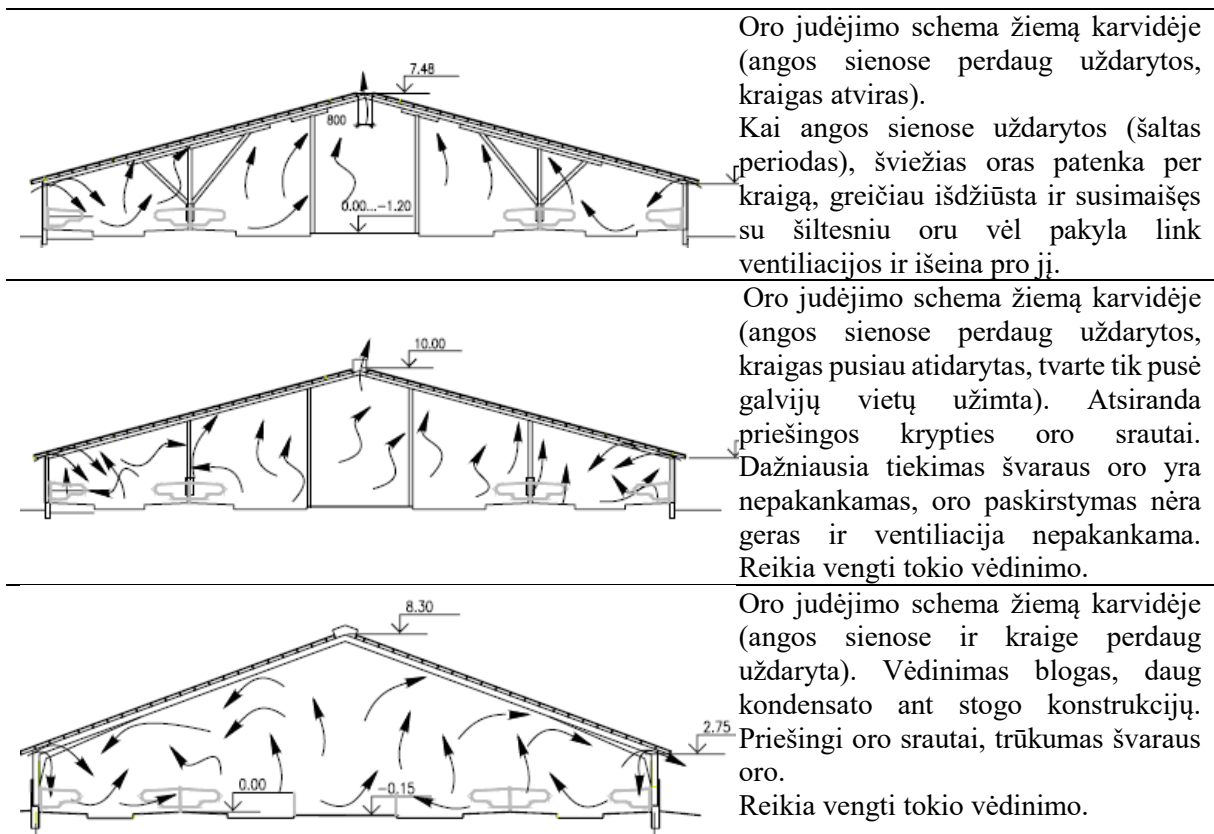 Oro judėjimo schema žiemą karvidėje
(angos sienose perdaug uždarytos,
kraigas atviras).
Kai angos sienose uždarytos (šaltas
periodas), šviežias oras patenka per
kraigą, greičiau išdžiūsta ir susimaišęs
su šiltesniu oru vėl pakyla link
ventiliacijos ir išeina pro jį.
7.48
800
0.00...-1.20
Oro judėjimo schema žiemą karvidėje
(angos sienose perdaug uždarytos,
kraigas pusiau atidarytas, tvarte tik pusė
galvijų vietų užimta). Atsiranda
priešingos krypties oro srautai.
Dažniausia tiekimas švaraus oro yra
nepakankamas, oro paskirstymas nėra
geras ir ventiliacija nepakankama.
Reikia vengti tokio vėdinimo.
10.00
Oro judėjimo schema žiemą karvidėje
(angos sienose ir kraige perdaug
uždaryta). Vėdinimas blogas, daug
kondensato ant stogo konstrukcijų.
Priešingi oro srautai, trūkumas švaraus
oro.
Reikia vengti tokio vėdinimo.
8.30
2.75
0.00
-0.15